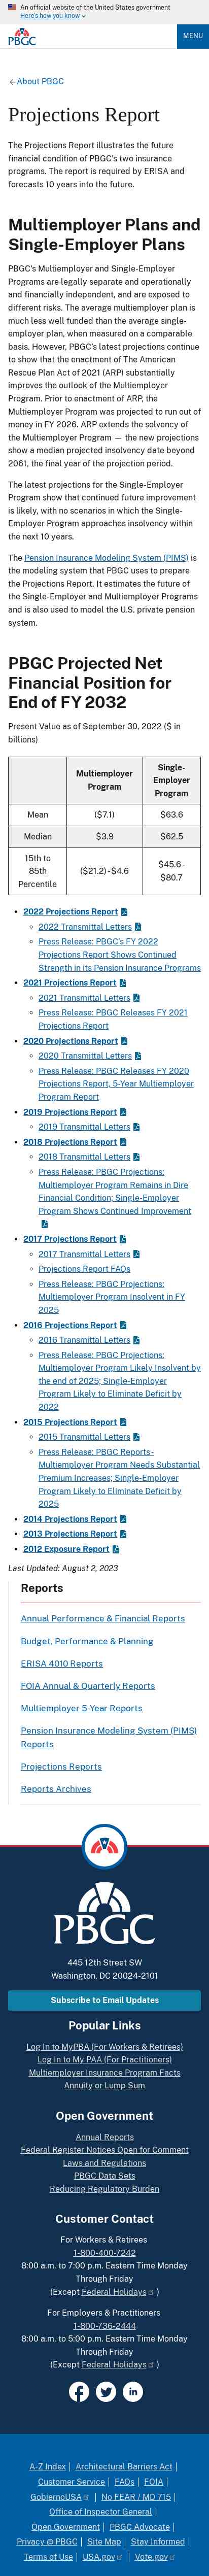 An official website of the United States government
Here's how you know
PBGC
MENU
About PBGC
Projections Report
The Projections Report illustrates the future
financial condition of PBGC's two insurance
programs. The report is required by ERISA and
forecasts 10 years into the future.
Multiemployer Plans and
Single-Employer Plans
PBGC's Multiemployer and Single-Employer
Programs are legally separate and operationally
and financially independent, with results and
risks measured over different time horizons. The
multiemployer plans are much smaller overall
and much less well funded than the single-
employer program, when measured on a comparable
basis. However, PBGC's results changed
with the enactment of The American
Rescue Plan Act of 2021 (ARP) substantially
improves the outlook of the Multiemployer
Program. Prior to enactment of ARP, the
Multiemployer Program was projected to run out of
money in FY 2026. After it was extended,
the Multiemployer Program — the new projections
showed a median projected solvency beyond
2061, the final year of projection at that time.
The latest projections for the Single-Employer
Program show that continued future improvement
is likely, with no scenarios in which the Single-
Employer Program becomes insolvent within the
next 10 years.
The Pension Insurance Modeling System (PIMS) is
the modeling system that PBGC uses to prepare
the Projections Report. It estimates the future of
the Single-Employer and Multiemployer Programs
and is also used to model the U.S. private pension
system.
PBGC Projected Net
Financial Position for
End of FY 2032
Present Value as of September 30, 2022 ($ in
billions)
Multiemployer
Program
Single-
Employer
Program
Mean
($7.1)
$63.6
Median
$3.9
$62.5
15th to
85th
Percentile
($21.2) - $4.6
$45.6 -
$80.7
2022 Projections Report
2022 Transmittal Letters
Press Release: PBGC's FY 2022
Projections Report Shows Continued
Strength in its Pension Insurance Programs
2021 Projections Report
2021 Transmittal Letters
Press Release: PBGC Releases FY 2021
Projections Report
2020 Projections Report
2020 Transmittal Letters
Press Release: PBGC Releases FY 2020
Projections Report, 5-Year Multiemployer
Program Report
2019 Projections Report
2019 Transmittal Letters
2018 Projections Report
2018 Transmittal Letters
Press Release: PBGC Projections:
Multiemployer Program Remains in Dire
Financial Condition; Single-Employer
Program Shows Continued Improvement
2017 Projections Report
2017 Transmittal Letters
Projections Report FAQs
Press Release: PBGC Projections:
Multiemployer Program Insolvent in FY
2025
2016 Projections Report
2016 Transmittal Letters
Press Release: PBGC Projections:
Multiemployer Program Likely Insolvent by
the end of 2025; Single-Employer
Program Likely to Eliminate Deficit by
2022
2015 Projections Report
2015 Transmittal Letters
Press Release: PBGC Reports-
Multiemployer Program Needs Substantial
Premium Increases; Single-Employer
Program Likely to Eliminate Deficit by
2025
2014 Projections Report
2013 Projections Report
2012 Exposure Report
Last Updated: August 2, 2023
Reports
Annual Performance & Financial Reports
Budget, Performance & Planning
ERISA 4010 Reports
FOIA Annual & Quarterly Reports
Multiemployer 5-Year Reports
Pension Insurance Modeling System (PIMS)
Reports
Projections Reports
Reports Archives
PBGC
445 12th Street SW
Washington, DC 20024-2101
Subscribe to Email Updates
Popular Links
Log In to MyPBA (For Workers & Retirees)
Log In to My PAA (For Practitioners)
Multiemployer Insurance Program Facts
Annuity or Lump Sum
Open Government
Annual Reports
Federal Register Notices Open for Comment
Laws and Regulations
PBGC Data Sets
Reducing Regulatory Burden
Customer Contact
For Workers & Retirees
1-800-400-7242
8:00 a.m. to 7:00 p.m. Eastern Time Monday
Through Friday
(Except Federal Holidays )
For Employers & Practitioners
1-800-736-2444
8:00 a.m. to 5:00 p.m. Eastern Time Monday
Through Friday
(Except Federal Holidays )
A-Z Index | Architectural Barriers Act |
Customer Service | FAQs | FOIA |
GobiernoUSA | No FEAR / MD 715 |
Office of Inspector General |
Open Government | PBGC Advocate |
Privacy @ PBGC | Site Map | Stay Informed |
Terms of Use | USA.gov | Vote.gov